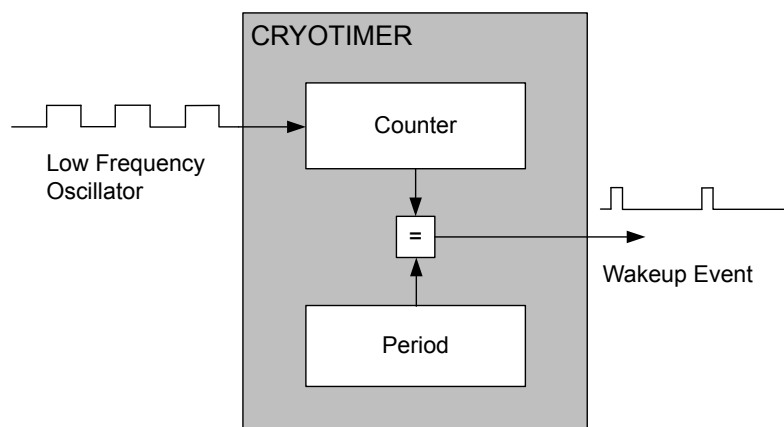 CRYOTIMER
Counter
Low Frequency
Oscillator
=
Wakeup Event
Period